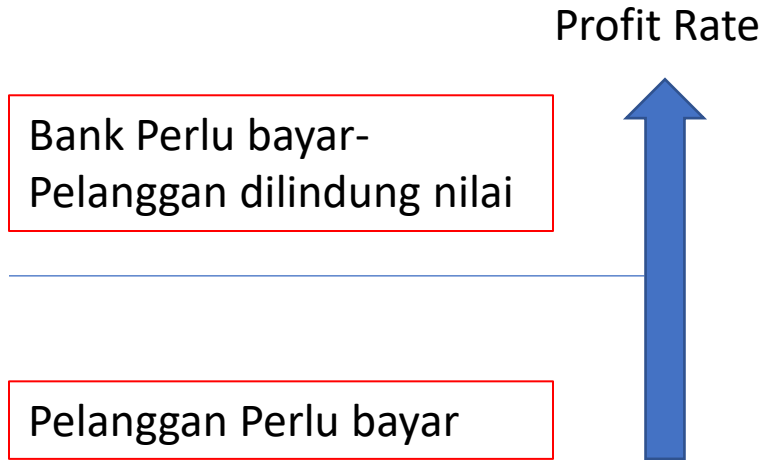 Profit Rate
Bank Perlu bayar-
Pelanggan dilindung nilai
Pelanggan Perlu bayar